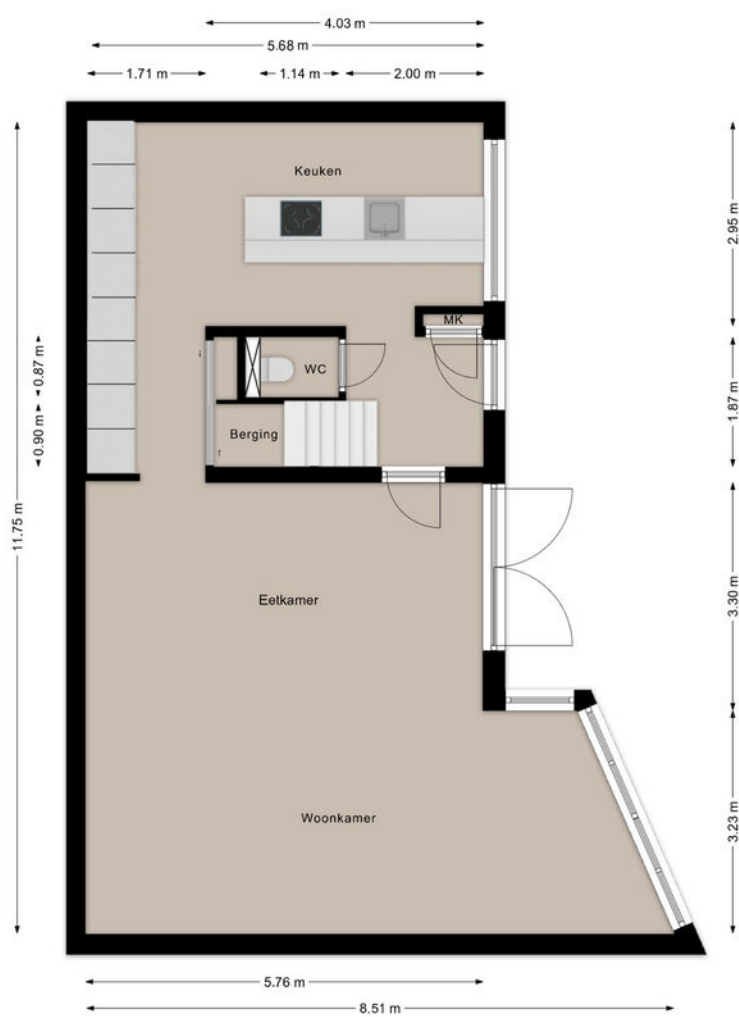 4.03 m
5.68 m
1.71 m
1.14 m
2.00 m
Keuken
2.95 m
MK
0.87 m
WC
1.87 m
0.90 m
Berging
11.75 m
3.30 m
Eetkamer
Woonkamer
3.23 m
5.76 m
8.51 m